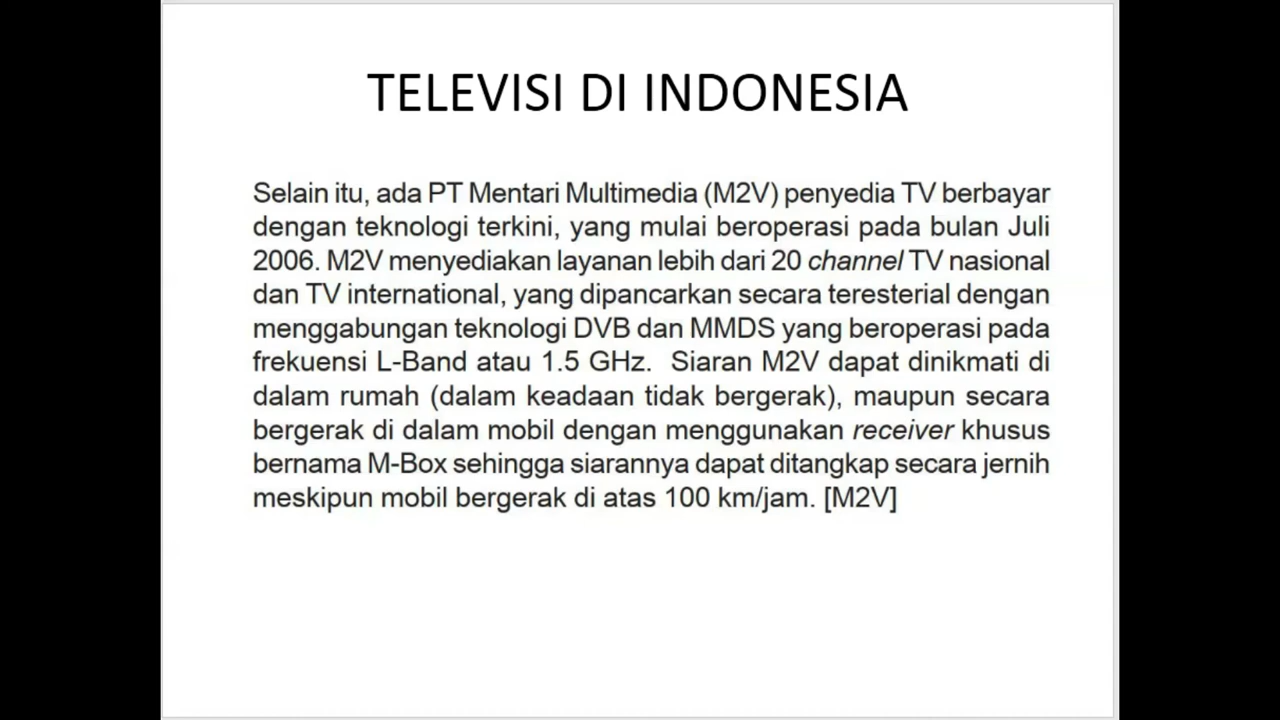 TELEVISI DI INDONESIA
Selain itu, ada PT Mentari Multimedia (M2V) penyedia TV berbayar
dengan teknologi terkini, yang mulai beroperasi pada bulan Juli
2006. M2V menyediakan layanan lebih dari 20 channel TV nasional
dan TV international, yang dipancarkan secara teresterial dengan
menggabungan teknologi DVB dan MMDS yang beroperasi pada
frekuensi L-Band atau 1.5 GHz.  Siaran M2V dapat dinikmati di
dalam rumah (dalam keadaan tidak bergerak), maupun secara
bergerak di dalam mobil dengan menggunakan receiver khusus
bernama M-Box sehingga siarannya dapat ditangkap secara jernih
meskipun mobil bergerak di atas 100 km/jam. [M2V]